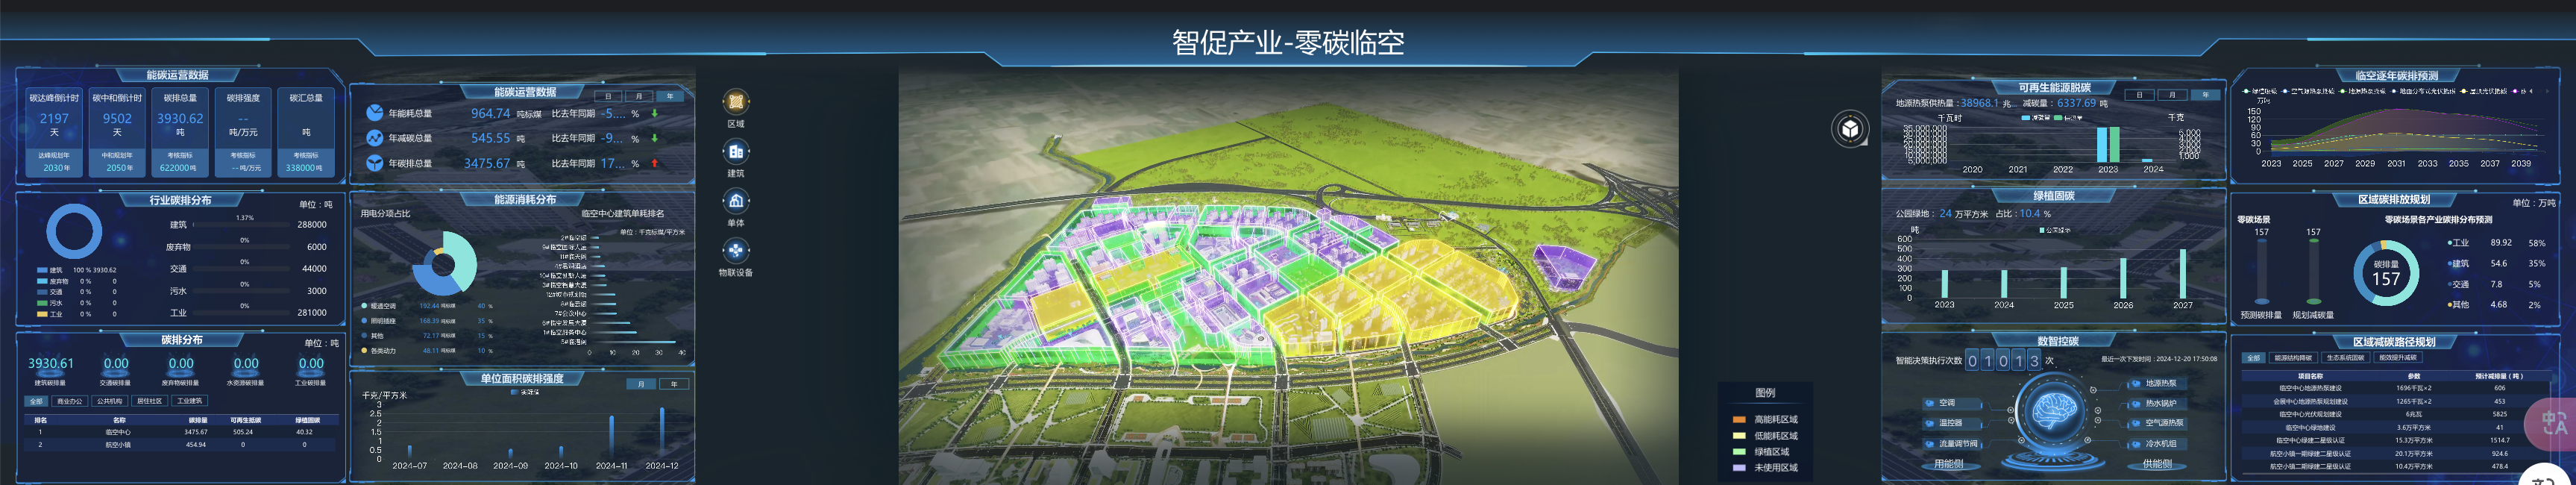 智促产业-零碳临空
能碳运营数据
碳达峰倒计时
2197
天
达峰规划年
2030年
碳中和倒计时
9502
天
中和规划年
2050年
碳排总量
3930.62
吨
考核指标
622000吨
碳排强度
--
吨/万元
考核指标
--吨/万元
碳汇总量
吨
考核指标
338000吨
行业碳排分布
单位：吨
建筑 100 % 3930.62
废弃物 0 % 0
交通 0 % 0
污水 0 % 0
工业 0 % 0
建筑 1.37% 288000
废弃物 0% 6000
交通 0% 44000
污水 0% 3000
工业 0% 281000
碳排分布
单位：吨
3930.61 0.00 0.00 0.00 0.00
建筑碳排量 交通碳排量 废弃物碳排量 水资源碳排量 工业碳排量
全部 商业办公 公共机构 居住社区 工业建筑
排名 名称 碳排量 可再生抵碳 绿植固碳
1 临空中心 3475.67 505.24 40.32
2 航空小镇 454.94 0 0
能碳运营数据
日 月 年
年能耗总量 964.74 吨标煤 比去年同期 -5.... %
年减碳总量 545.55 吨 比去年同期 -9... %
年碳排总量 3475.67 吨 比去年同期 17... %
能源消耗分布
用电分项占比
暖通空调 192.44 吨标煤 40 %
照明插座 168.39 吨标煤 35 %
其他 72.17 吨标煤 15 %
各类动力 48.11 吨标煤 10 %
临空中心建筑单耗排名
单位：千克标煤/平方米
0 10 20 30 40
单位面积碳排强度
月 年
千克/平方米
3
2.5
2
1.5
1
0.5
0
2024-07 2024-08 2024-09 2024-10 2024-11 2024-12
区域
建筑
单体
物联设备
图例
高能耗区域
低能耗区域
绿植区域
未使用区域
可再生能源脱碳
日 月 年
地源热泵供热量：38968.1 兆... 减碳量：6337.69 吨
千瓦时
千克
35,000,000
5,000,000
5,000
1,000
2020 2021 2022 2023 2024
绿植固碳
公园绿地：24 万平方米 占比：10.4 %
吨
公园绿地
600
500
400
300
200
100
0
2023 2024 2025 2026 2027
数智控碳
智能决策执行次数 01013 次
最近一次下发时间：2024-12-20 17:50:08
空调
温控器
流量调节阀
用能侧
地源热泵
热水锅炉
空气源热泵
冷水机组
供能侧
临空逐年碳排预测
万吨
150
120
90
60
30
0
2023 2025 2027 2029 2031 2033 2035 2037 2039
区域碳排放规划
单位：万吨
零碳场景
157 157
预测碳排量 规划减碳量
零碳场景各产业碳排分布预测
碳排量
157
工业 89.92 58%
建筑 54.6 35%
交通 7.8 5%
其他 4.68 2%
区域减碳路径规划
全部 能源结构降碳 生态系统固碳 能效提升减碳
项目名称 参数 预计减排量（吨）
临空中心地源热泵建设 1696千瓦×2 606
会展中心地源热泵规划建设 1265千瓦×2 453
临空中心光伏规划建设 6兆瓦 5825
临空中心绿地建设 3.6万平方米 41
临空中心绿建二星级认证 15.3万平方米 1514.7
航空小镇一期绿建二星级认证 20.1万平方米 924.6
航空小镇二期绿建二星级认证 10.4万平方米 478.4